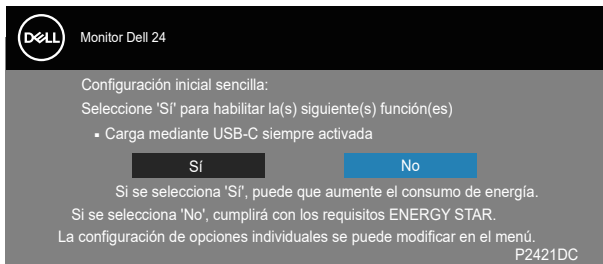 DELL
Monitor Dell 24
Configuración inicial sencilla:
Seleccione 'Sí' para habilitar la(s) siguiente(s) función(es)
▪ Carga mediante USB-C siempre activada
Sí
No
Si se selecciona 'Sí', puede que aumente el consumo de energía.
Si se selecciona 'No', cumplirá con los requisitos ENERGY STAR.
La configuración de opciones individuales se puede modificar en el menú.
P2421DC